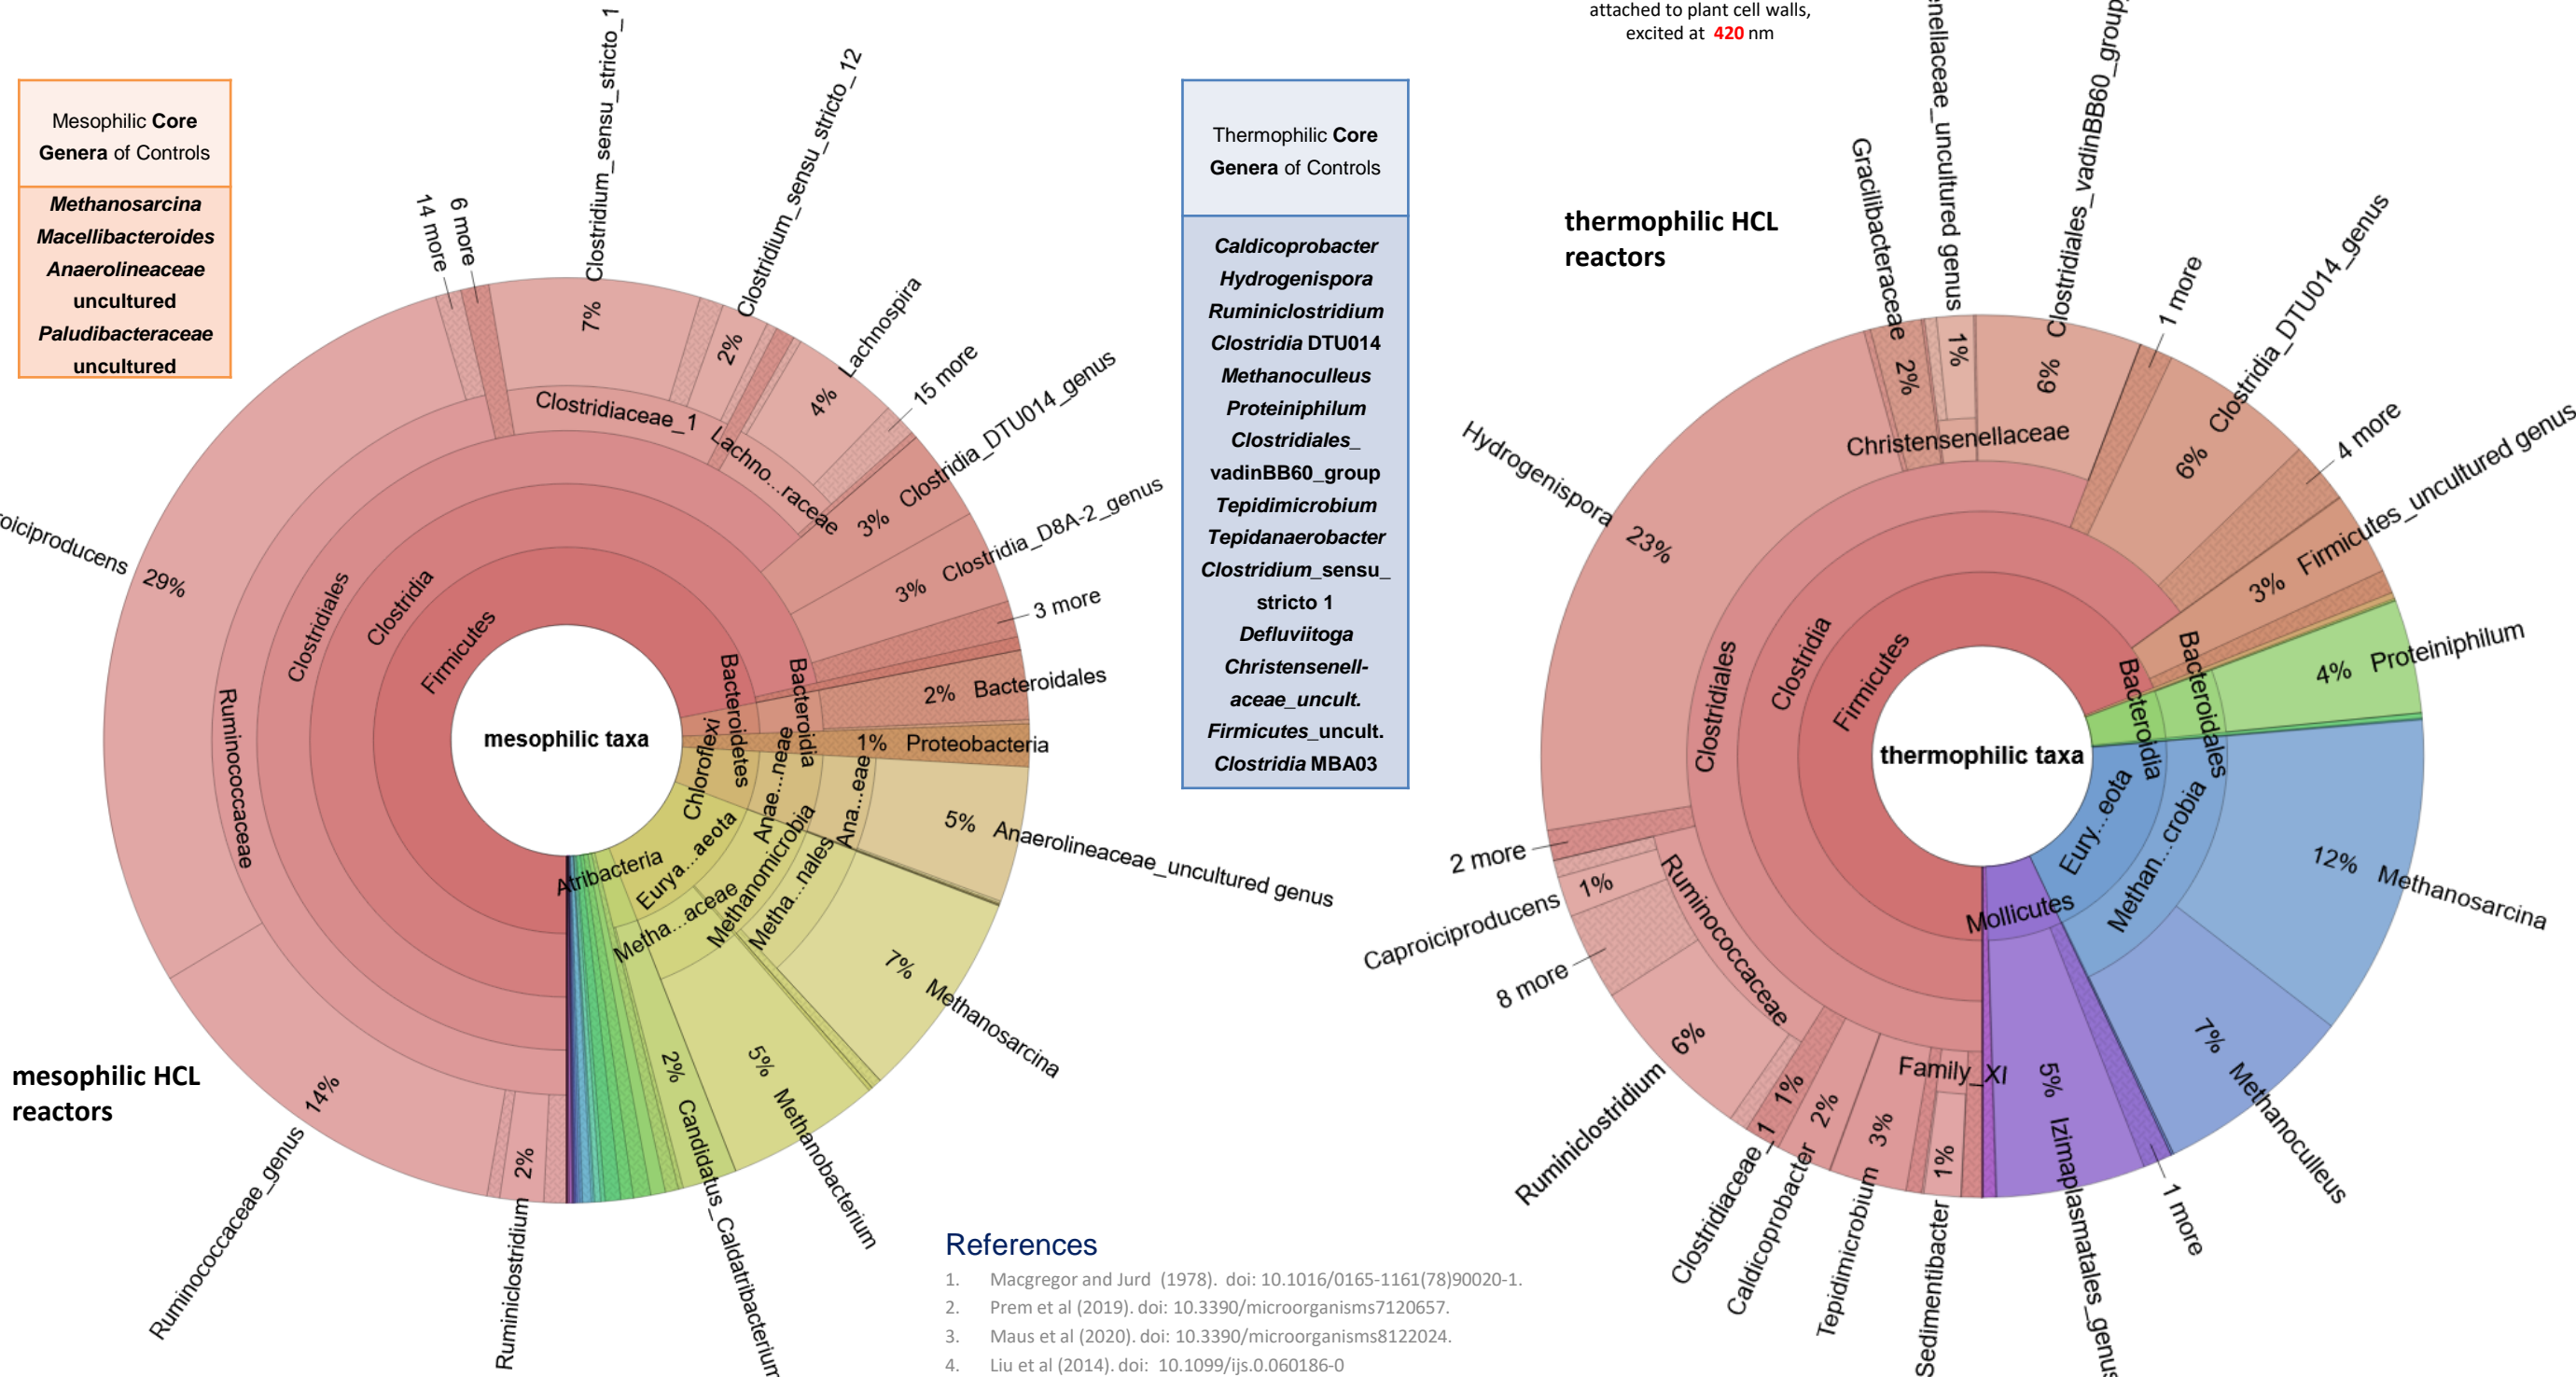 attached to plant cell walls,
excited at 420 nm
Mesophilic Core
Genera of Controls
Methanosarcina
Macellibacteroides
Anaerolineaceae
uncultured
Paludibacteraceae
uncultured
14 more
6 more
Clostridium_sensu_stricto_1
7%
Clostridium_sensu_stricto_12
2%
Lachnospira
4%
15 more
Clostridia_DTU014_genus
3%
Clostridia_D8A-2_genus
3%
3 more
2% Bacteroidales
1% Proteobacteria
5% Anaerolineaceae_uncultured genus
7% Methanosarcina
5% Methanobacterium
2% Candidatus_Caldatribacterium
2%
Ruminiclostridium
14%
Ruminococcaceae_genus
roiciproducens 29%
Clostridiaceae_1
Lachno...raceae
Ruminococcaceae
Clostridiales
Clostridia
Firmicutes
Bacteroidetes
Bacteroidia
Chloroflexi
Anae...neae
Ana...eae
Eurya...aeota
Methanomicrobia
Metha...nales
Metha...aceae
Atribacteria
mesophilic taxa
mesophilic HCL
reactors
Thermophilic Core
Genera of Controls
Caldicoprobacter
Hydrogenispora
Ruminiclostridium
Clostridia DTU014
Methanoculleus
Proteiniphilum
Clostridiales_
vadinBB60_group
Tepidimicrobium
Tepidanaerobacter
Clostridium_sensu_
stricto 1
Defluviitoga
Christensenell-
aceae_uncult.
Firmicutes_uncult.
Clostridia MBA03
thermophilic HCL
reactors
Gracilibacteraceae
2%
enellaceae_uncultured genus
1%
Clostridiales_vadinBB60_group
6%
1 more
Clostridia_DTU014_genus
6%
4 more
Firmicutes_uncultured genus
3%
4% Proteiniphilum
12% Methanosarcina
7% Methanoculleus
1 more
5% Izimaplasmatales_genus
1%
Sedimentibacter
3%
Tepidimicrobium
2%
Caldicoprobacter
1%
Clostridiaceae_1
6%
Ruminiclostridium
8 more
1%
Caproiciproducens
2 more
Hydrogenispora 23%
Christensenellaceae
Clostridiales
Clostridia
Firmicutes
Ruminococcaceae
Family_XI
Bacteroidia
Bacteroidales
Eury...eota
Methan...crobia
Mollicutes
thermophilic taxa
References
1. Macgregor and Jurd (1978). doi: 10.1016/0165-1161(78)90020-1.
2. Prem et al (2019). doi: 10.3390/microorganisms7120657.
3. Maus et al (2020). doi: 10.3390/microorganisms8122024.
4. Liu et al (2014). doi: 10.1099/ijs.0.060186-0